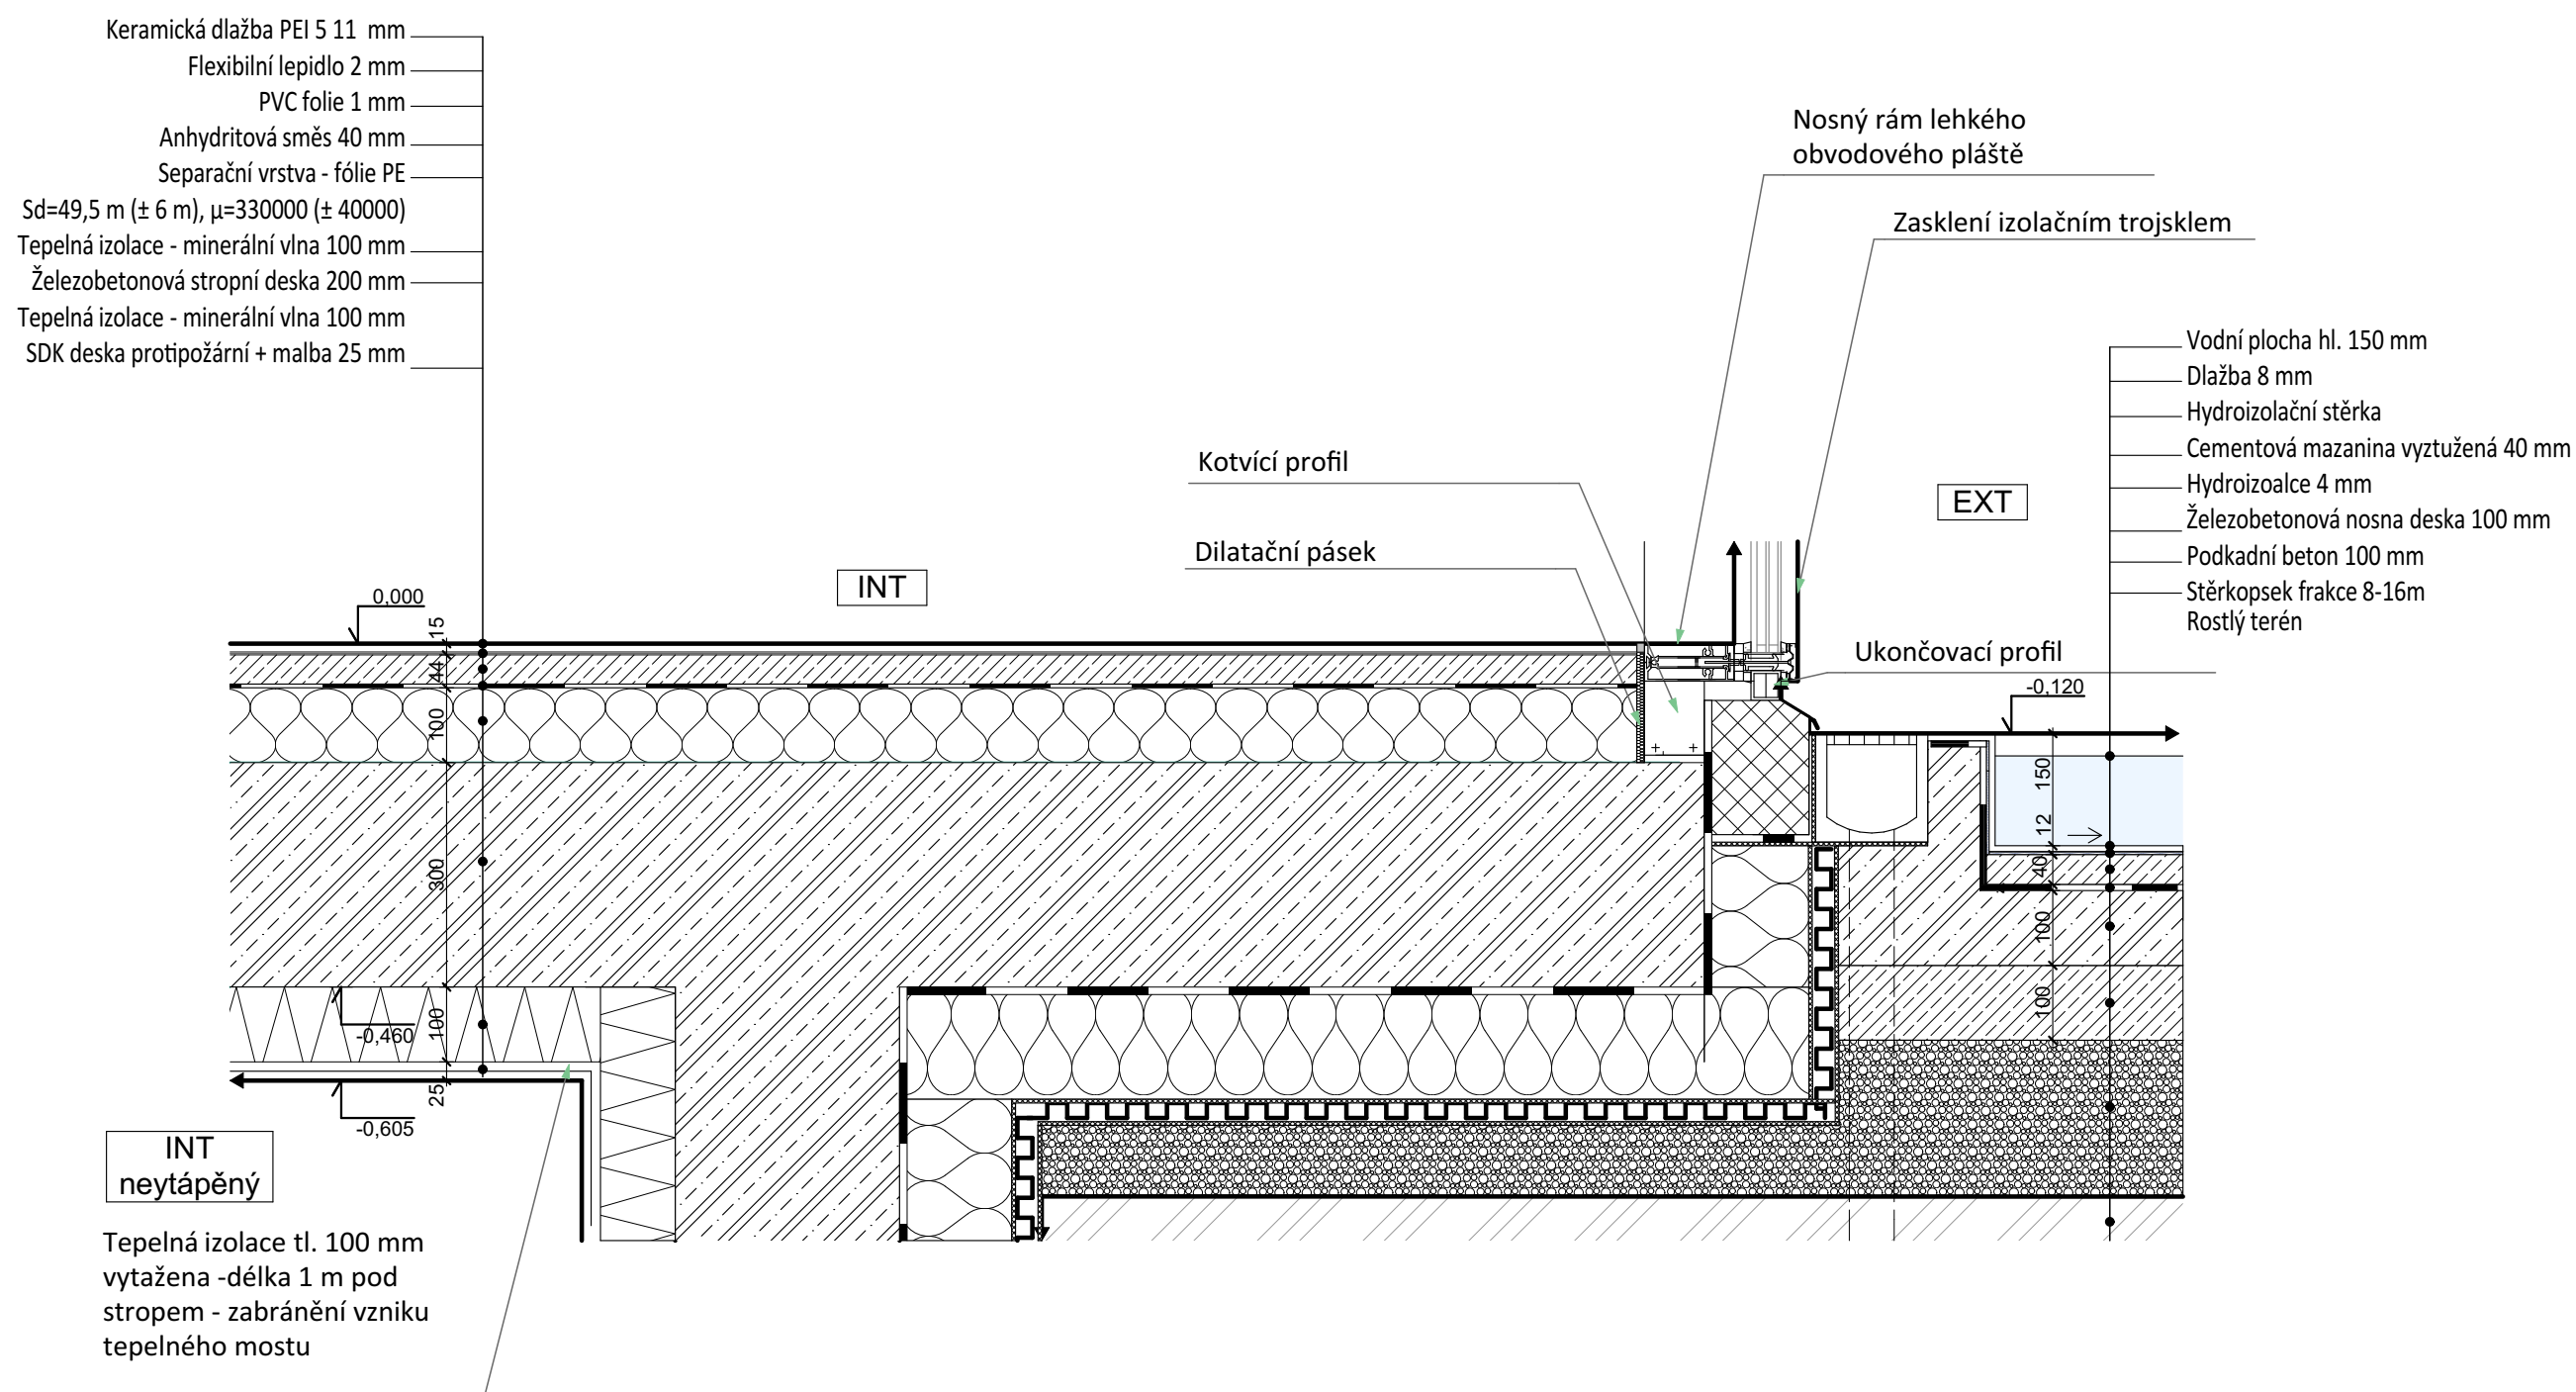 Keramická dlažba PEI 5 11 mm
Flexibilní lepidlo 2 mm
PVC folie 1 mm
Anhydritová směs 40 mm
Separační vrstva - fólie PE
Sd=49,5 m (± 6 m), µ=330000 (± 40000)
Tepelná izolace - minerální vlna 100 mm
Železobetonová stropní deska 200 mm
Tepelná izolace - minerální vlna 100 mm
SDK deska protipožární + malba 25 mm
Nosný rám lehkého
obvodového pláště
Zasklení izolačním trojsklem
Kotvící profil
Dilatační pásek
INT
EXT
Vodní plocha hl. 150 mm
Dlažba 8 mm
Hydroizolační stěrka
Cementová mazanina vyztužená 40 mm
Hydroizoalce 4 mm
Železobetonová nosna deska 100 mm
Podkadní beton 100 mm
Stěrkopsek frakce 8-16m
Rostlý terén
Ukončovací profil
0,000
-0,120
15
44
100
300
100
25
-0,460
-0,605
150
12
40
100
100
INT
neytápěný
Tepelná izolace tl. 100 mm
vytažena -délka 1 m pod
stropem - zabránění vzniku
tepelného mostu